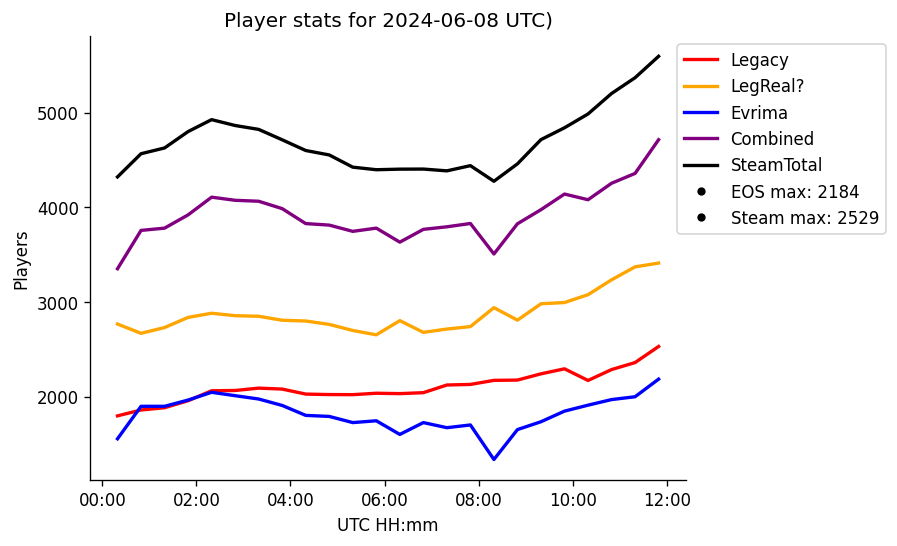 Player stats for 2024-06-08 UTC)
Players
5000
4000
3000
2000
00:00 02:00 04:00 06:00 08:00 10:00 12:00
UTC HH:mm
Legacy
LegReal?
Evrima
Combined
SteamTotal
EOS max: 2184
Steam max: 2529